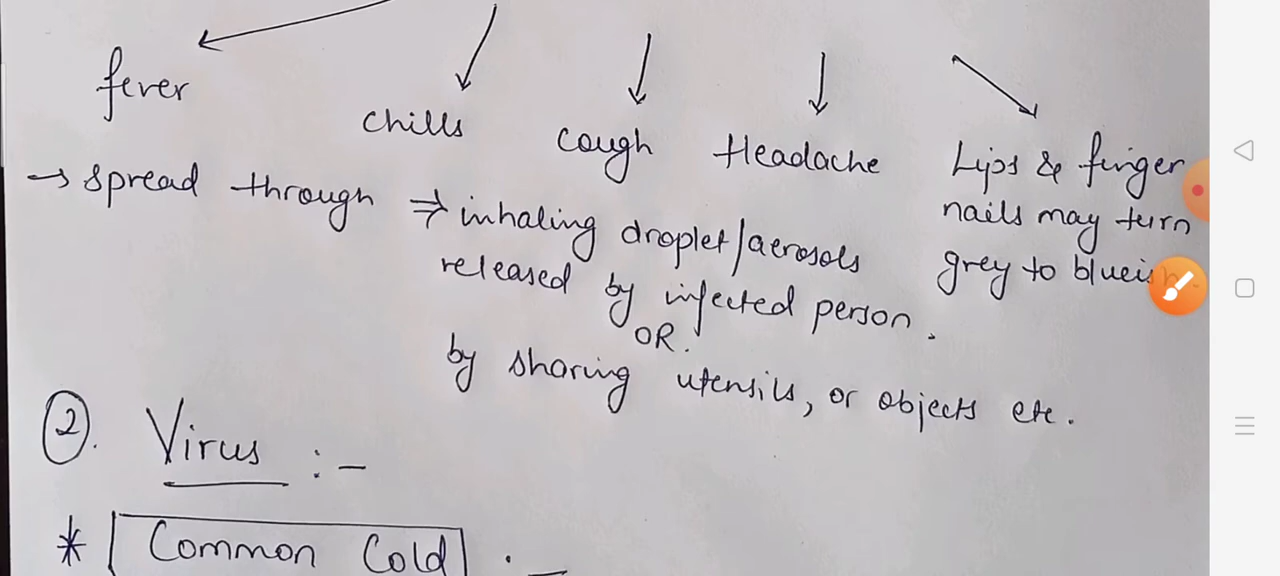 fever
chills
cough
Headache
Lips & finger
nails may turn
grey to blueis
→ spread through ⇒ inhaling droplet/aerosols
released by infected person.
OR.
by sharing utensils, or objects etc.
2. Virus :-
* Common Cold :-